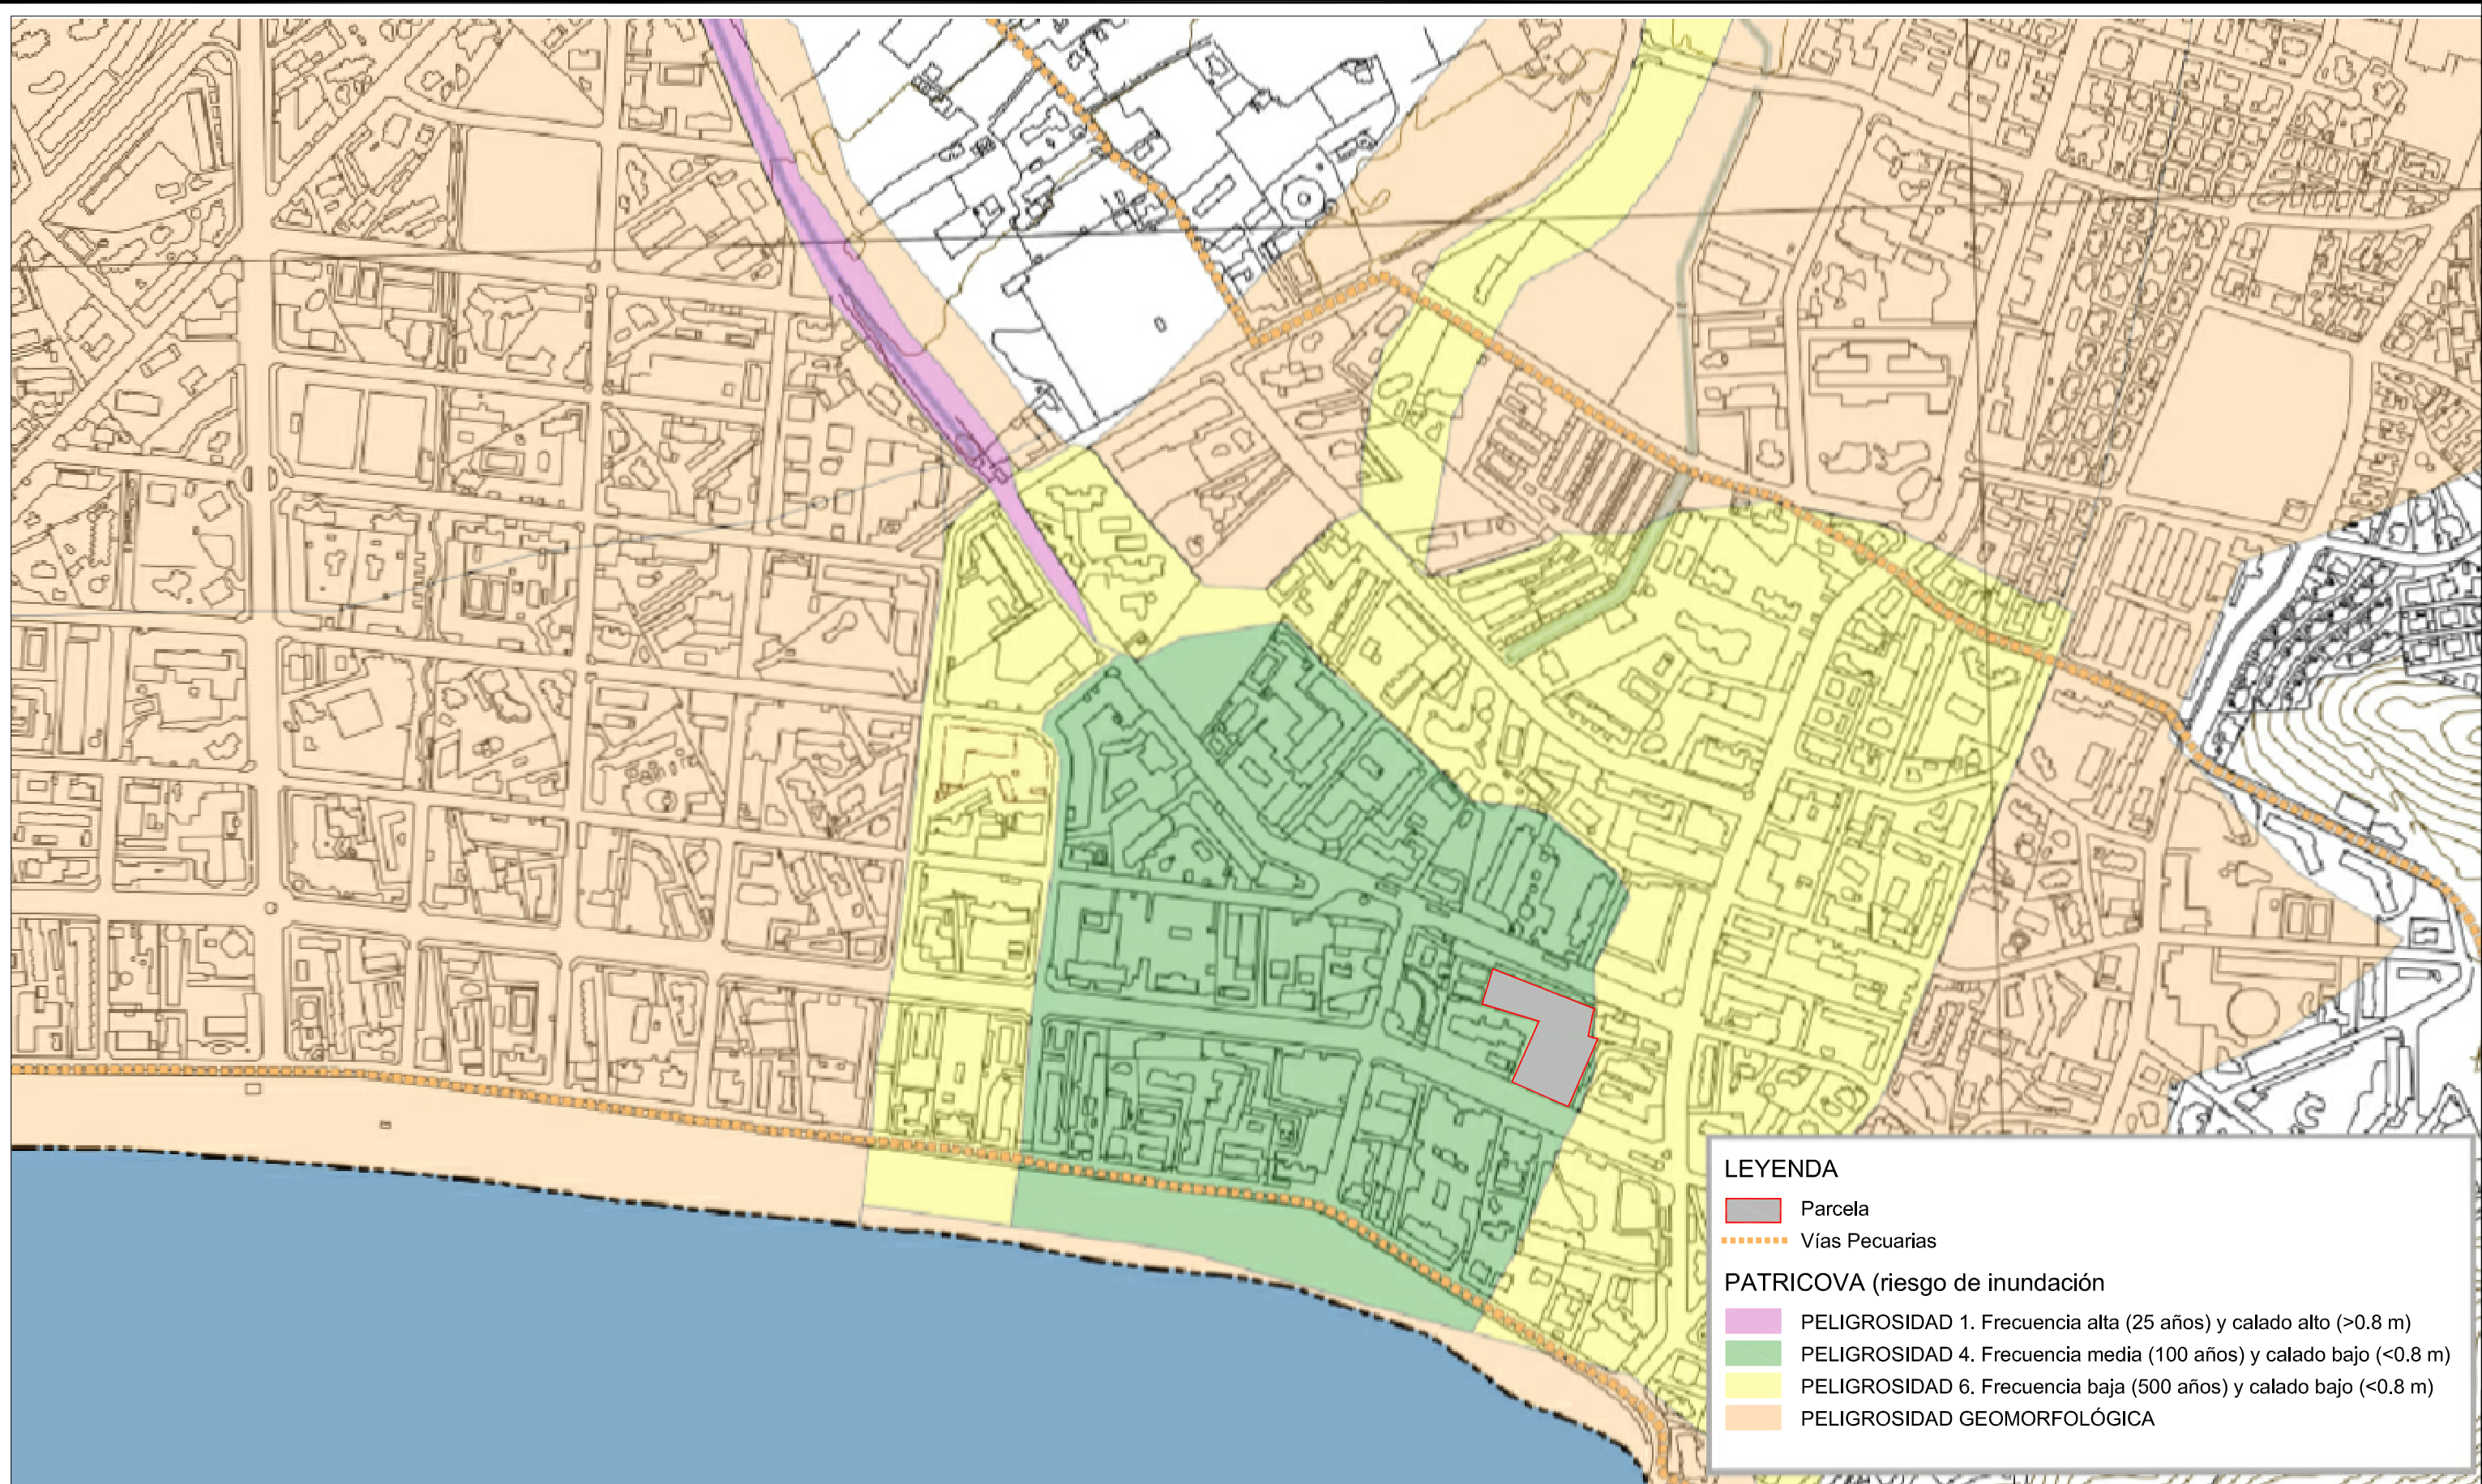 LEYENDA
Parcela
Vías Pecuarias
PATRICOVA (riesgo de inundación
PELIGROSIDAD 1. Frecuencia alta (25 años) y calado alto (>0.8 m)
PELIGROSIDAD 4. Frecuencia media (100 años) y calado bajo (<0.8 m)
PELIGROSIDAD 6. Frecuencia baja (500 años) y calado bajo (<0.8 m)
PELIGROSIDAD GEOMORFOLÓGICA